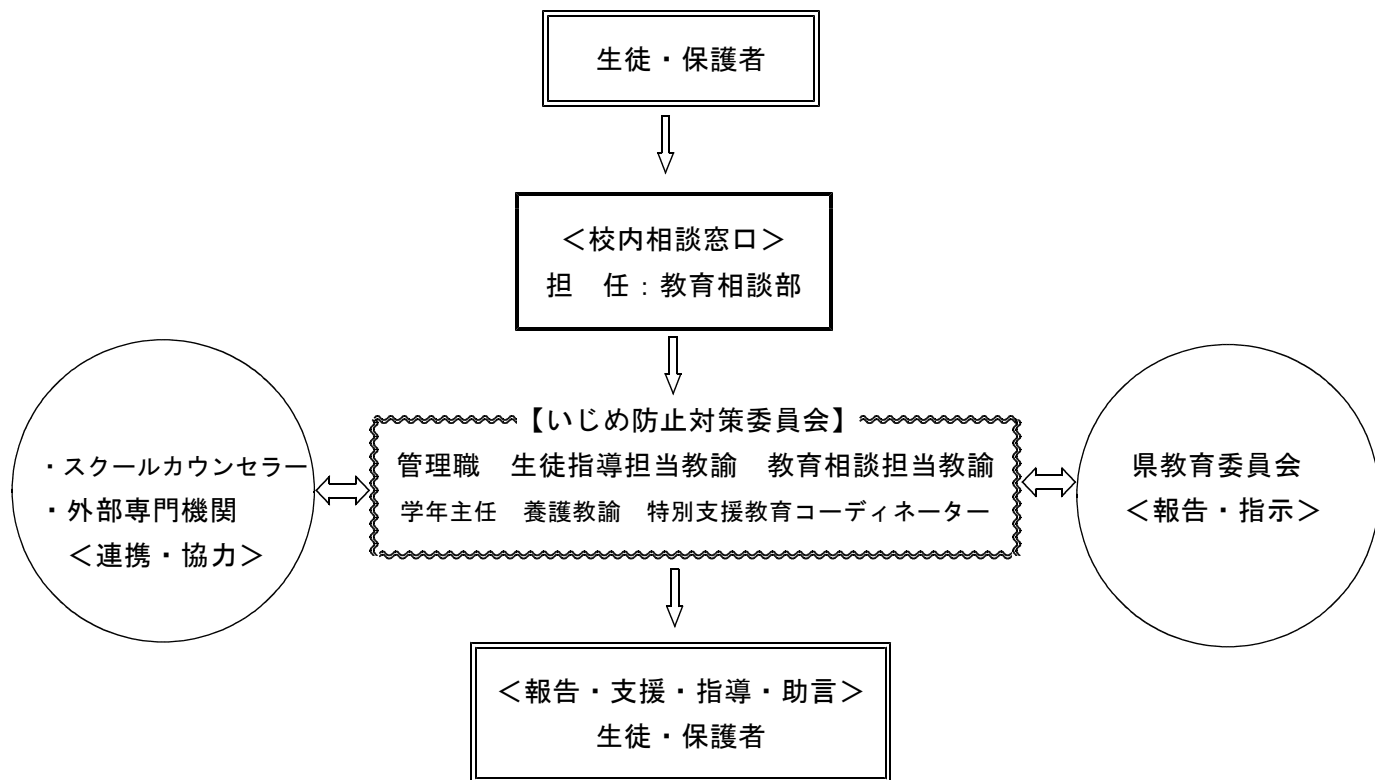 生徒・保護者
＜校内相談窓口＞
担　任：教育相談部
【いじめ防止対策委員会】
管理職　生徒指導担当教諭　教育相談担当教諭
学年主任　養護教諭　特別支援教育コーディネーター
・スクールカウンセラー
・外部専門機関
＜連携・協力＞
県教育委員会
＜報告・指示＞
＜報告・支援・指導・助言＞
生徒・保護者